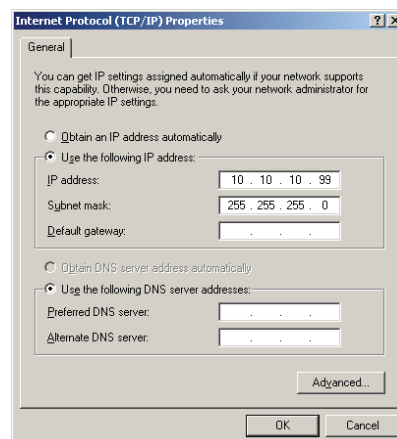 Internet Protocol (TCP/IP) Properties
General
You can get IP settings assigned automatically if your network supports
this capability. Otherwise, you need to ask your network administrator for
the appropriate IP settings.
Obtain an IP address automatically
Use the following IP address:
IP address: 10 . 10 . 10 . 99
Subnet mask: 255 . 255 . 255 . 0
Default gateway: . . .
Obtain DNS server address automatically
Use the following DNS server addresses:
Preferred DNS server: . . .
Alternate DNS server: . . .
Advanced...
OK Cancel